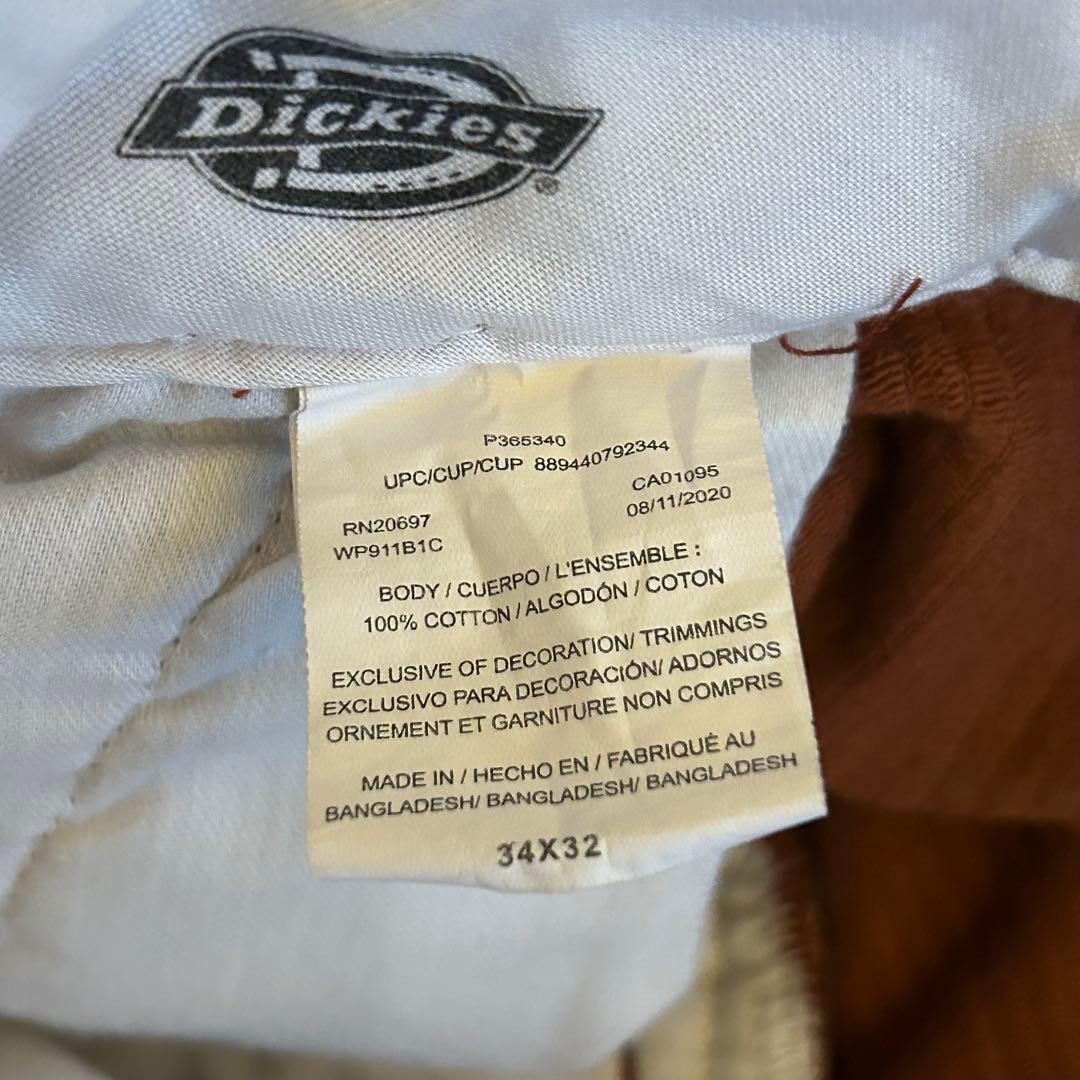 Dickies
®
P365340
UPC/CUP/CUP 889440792344
CA01095
RN20697
08/11/2020
WP911B1C
BODY / CUERPO / L'ENSEMBLE :
100% COTTON / ALGODÓN / COTON
EXCLUSIVE OF DECORATION/ TRIMMINGS
EXCLUSIVO PARA DECORACIÓN/ ADORNOS
ORNEMENT ET GARNITURE NON COMPRIS
MADE IN / HECHO EN / FABRIQUÉ AU
BANGLADESH/ BANGLADESH/ BANGLADESH
34X32